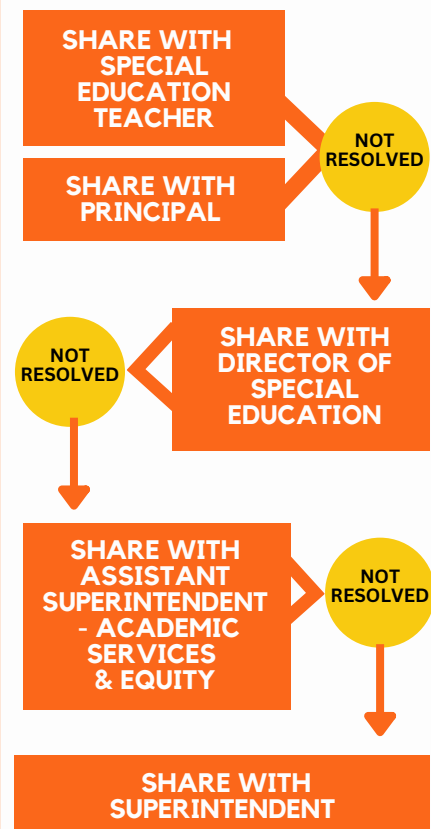 SHARE WITH
SPECIAL
EDUCATION
TEACHER
NOT
RESOLVED
SHARE WITH
PRINCIPAL
SHARE WITH
DIRECTOR OF
SPECIAL
EDUCATION
NOT
RESOLVED
SHARE WITH
ASSISTANT
SUPERINTENDENT
- ACADEMIC
SERVICES
& EQUITY
NOT
RESOLVED
SHARE WITH
SUPERINTENDENT